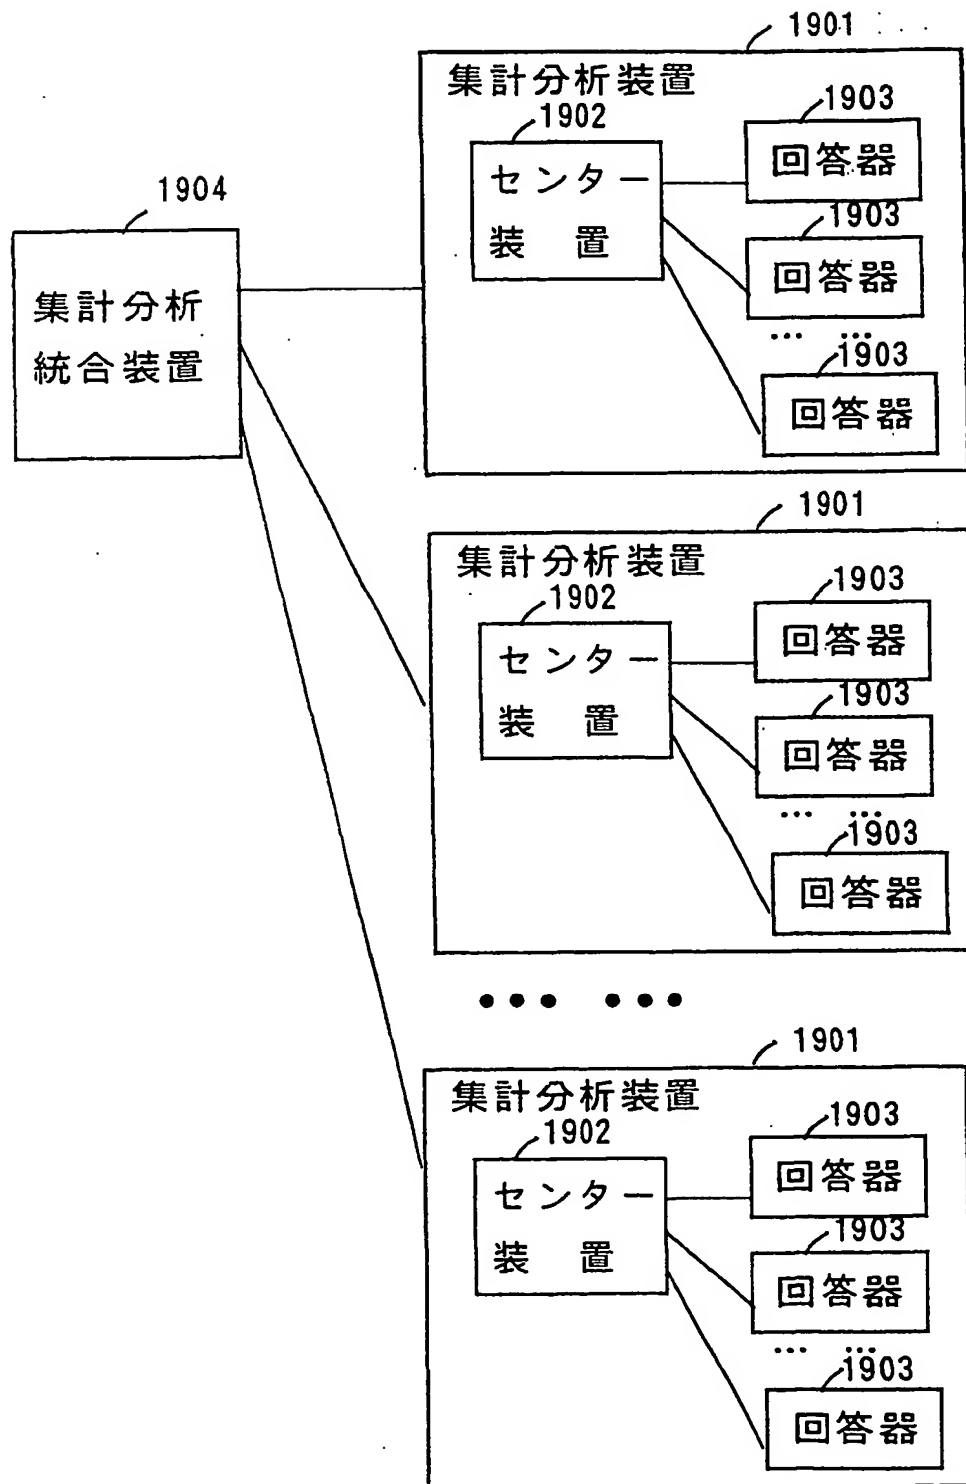 1904
集計分析
統合装置
1901
集計分析装置
1902
センター
装 置
1903
回答器
1903
回答器
… …
1903
回答器
1901
集計分析装置
1902
センター
装 置
1903
回答器
1903
回答器
… …
1903
回答器
••• •••
1901
集計分析装置
1902
センター
装 置
1903
回答器
1903
回答器
… …
1903
回答器